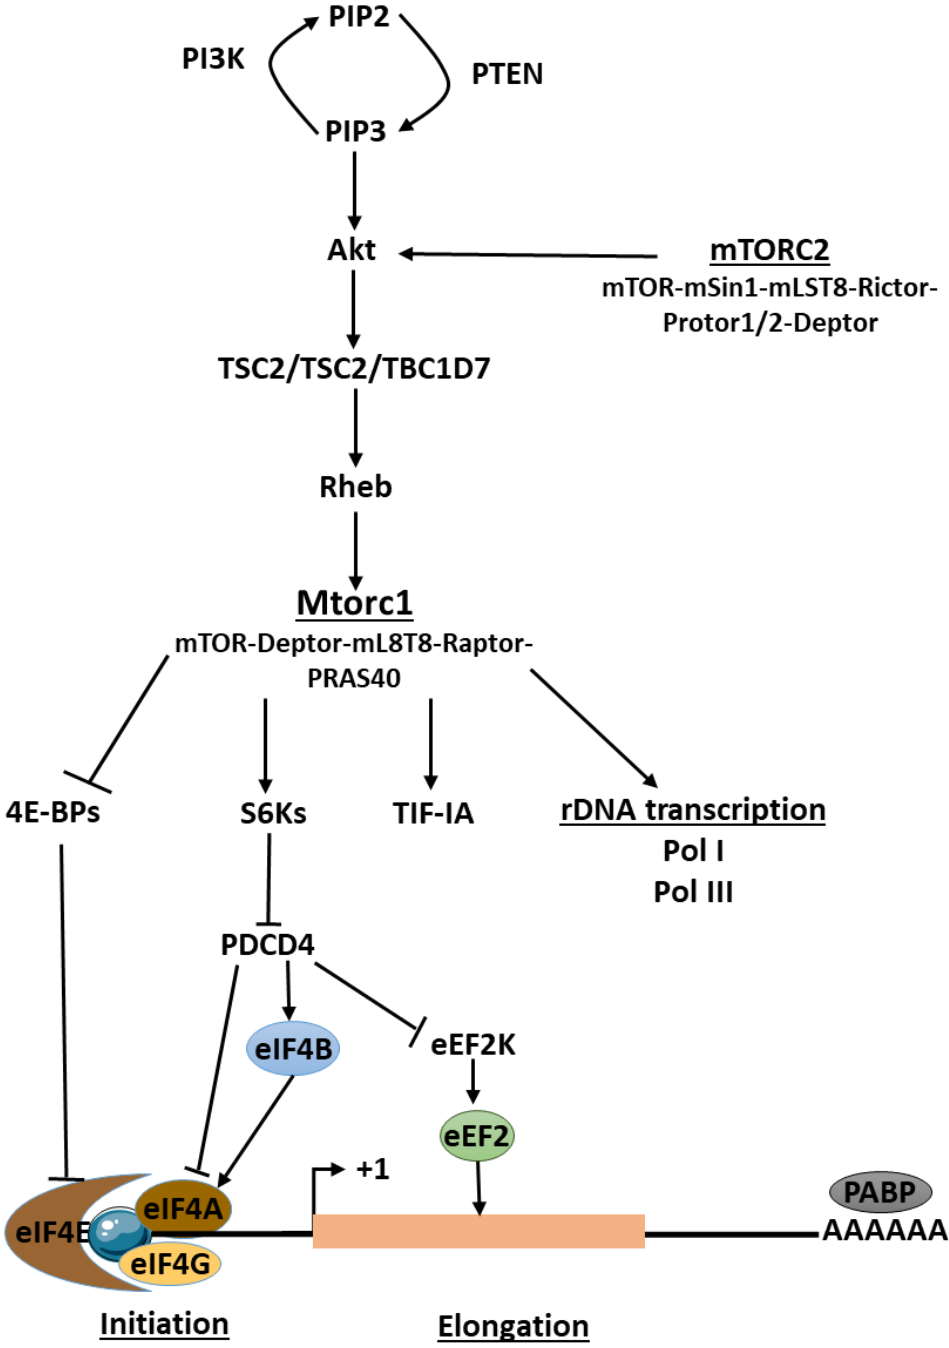 PIP2
PI3K
PTEN
PIP3
Akt
mTORC2
mTOR-mSin1-mLST8-Rictor-
Protor1/2-Deptor
TSC2/TSC2/TBC1D7
Rheb
Mtorc1
mTOR-Deptor-mL8T8-Raptor-
PRAS40
4E-BPs
S6Ks
TIF-IA
rDNA transcription
Pol I
Pol III
PDCD4
eIF4B
eEF2K
eEF2
+1
eIF4A
PABP
eIF4E
AAAAAA
eIF4G
Initiation
Elongation